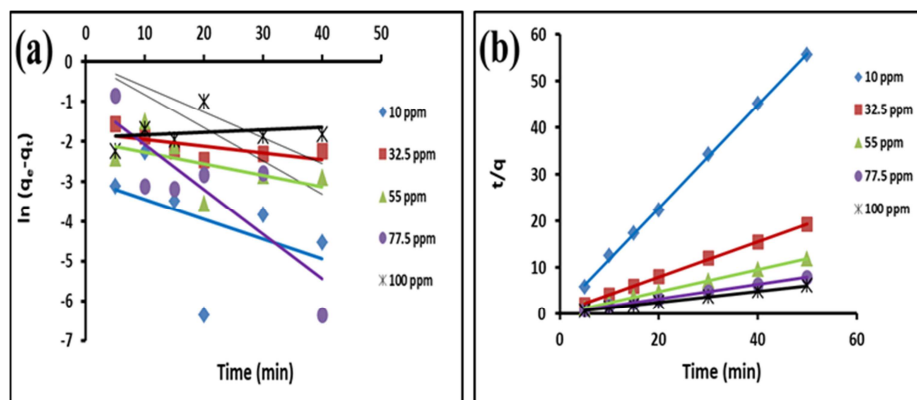 (a)
0 10 20 30 40 50
0
-1
-2
-3
-4
-5
-6
-7
ln (qe-qt)
Time (min)
10 ppm
32.5 ppm
55 ppm
77.5 ppm
100 ppm
(b)
60
50
40
30
20
10
0
t/q
0 20 40 60
Time (min)
10 ppm
32.5 ppm
55 ppm
77.5 ppm
100 ppm